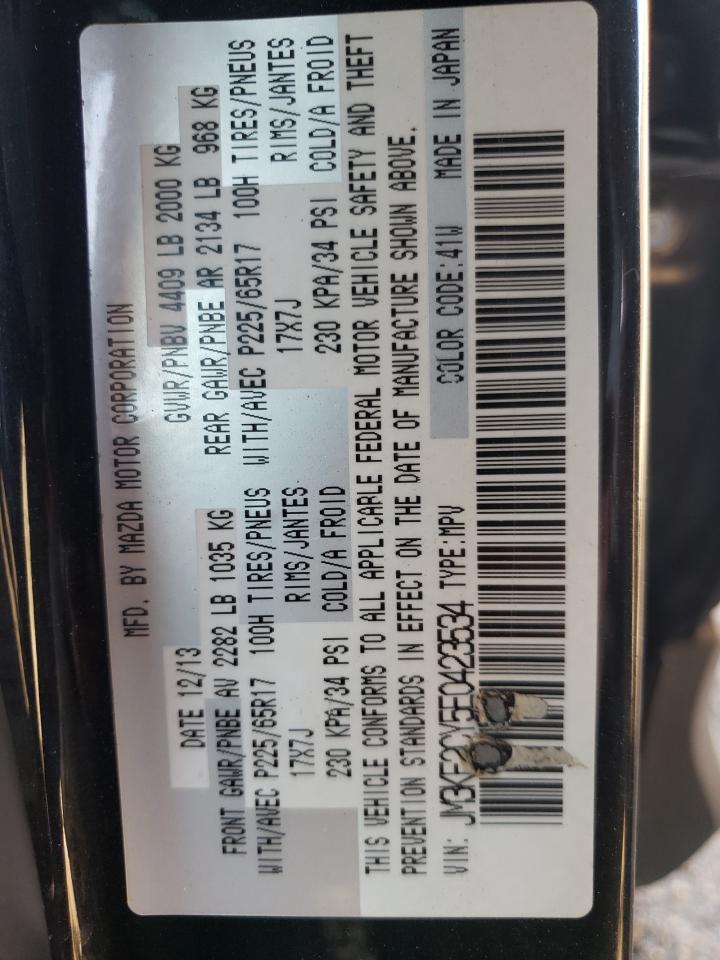 MFD. BY MAZDA MOTOR CORPORATION
DATE 12/13 GVWR/PNBV 4409 LB 2000 KG
FRONT GAWR/PNBE AV 2282 LB 1035 KG REAR GAWR/PNBE AR 2134 LB 968 KG
WITH/AVEC P225/65R17 100H TIRES/PNEUS WITH/AVEC P225/65R17 100H TIRES/PNEUS
17X7J RIMS/JANTES 17X7J RIMS/JANTES
230 KPA/34 PSI COLD/A FROID 230 KPA/34 PSI COLD/A FROID
THIS VEHICLE CONFORMS TO ALL APPLICABLE FEDERAL MOTOR VEHICLE SAFETY AND THEFT
PREVENTION STANDARDS IN EFFECT ON THE DATE OF MANUFACTURE SHOWN ABOVE.
VIN: JM3KE2CY5E0423534 TYPE:MPV COLOR CODE:41W MADE IN JAPAN